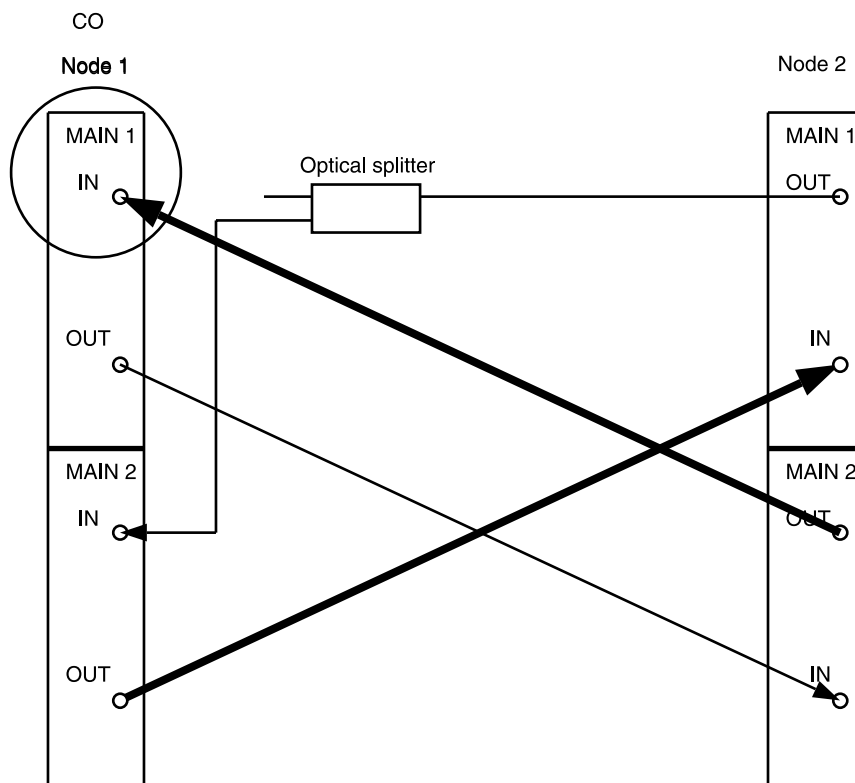 CO
Node 1
Node 2
MAIN 1
IN
OUT
MAIN 2
IN
OUT
Optical splitter
MAIN 1
OUT
IN
MAIN 2
OUT
IN